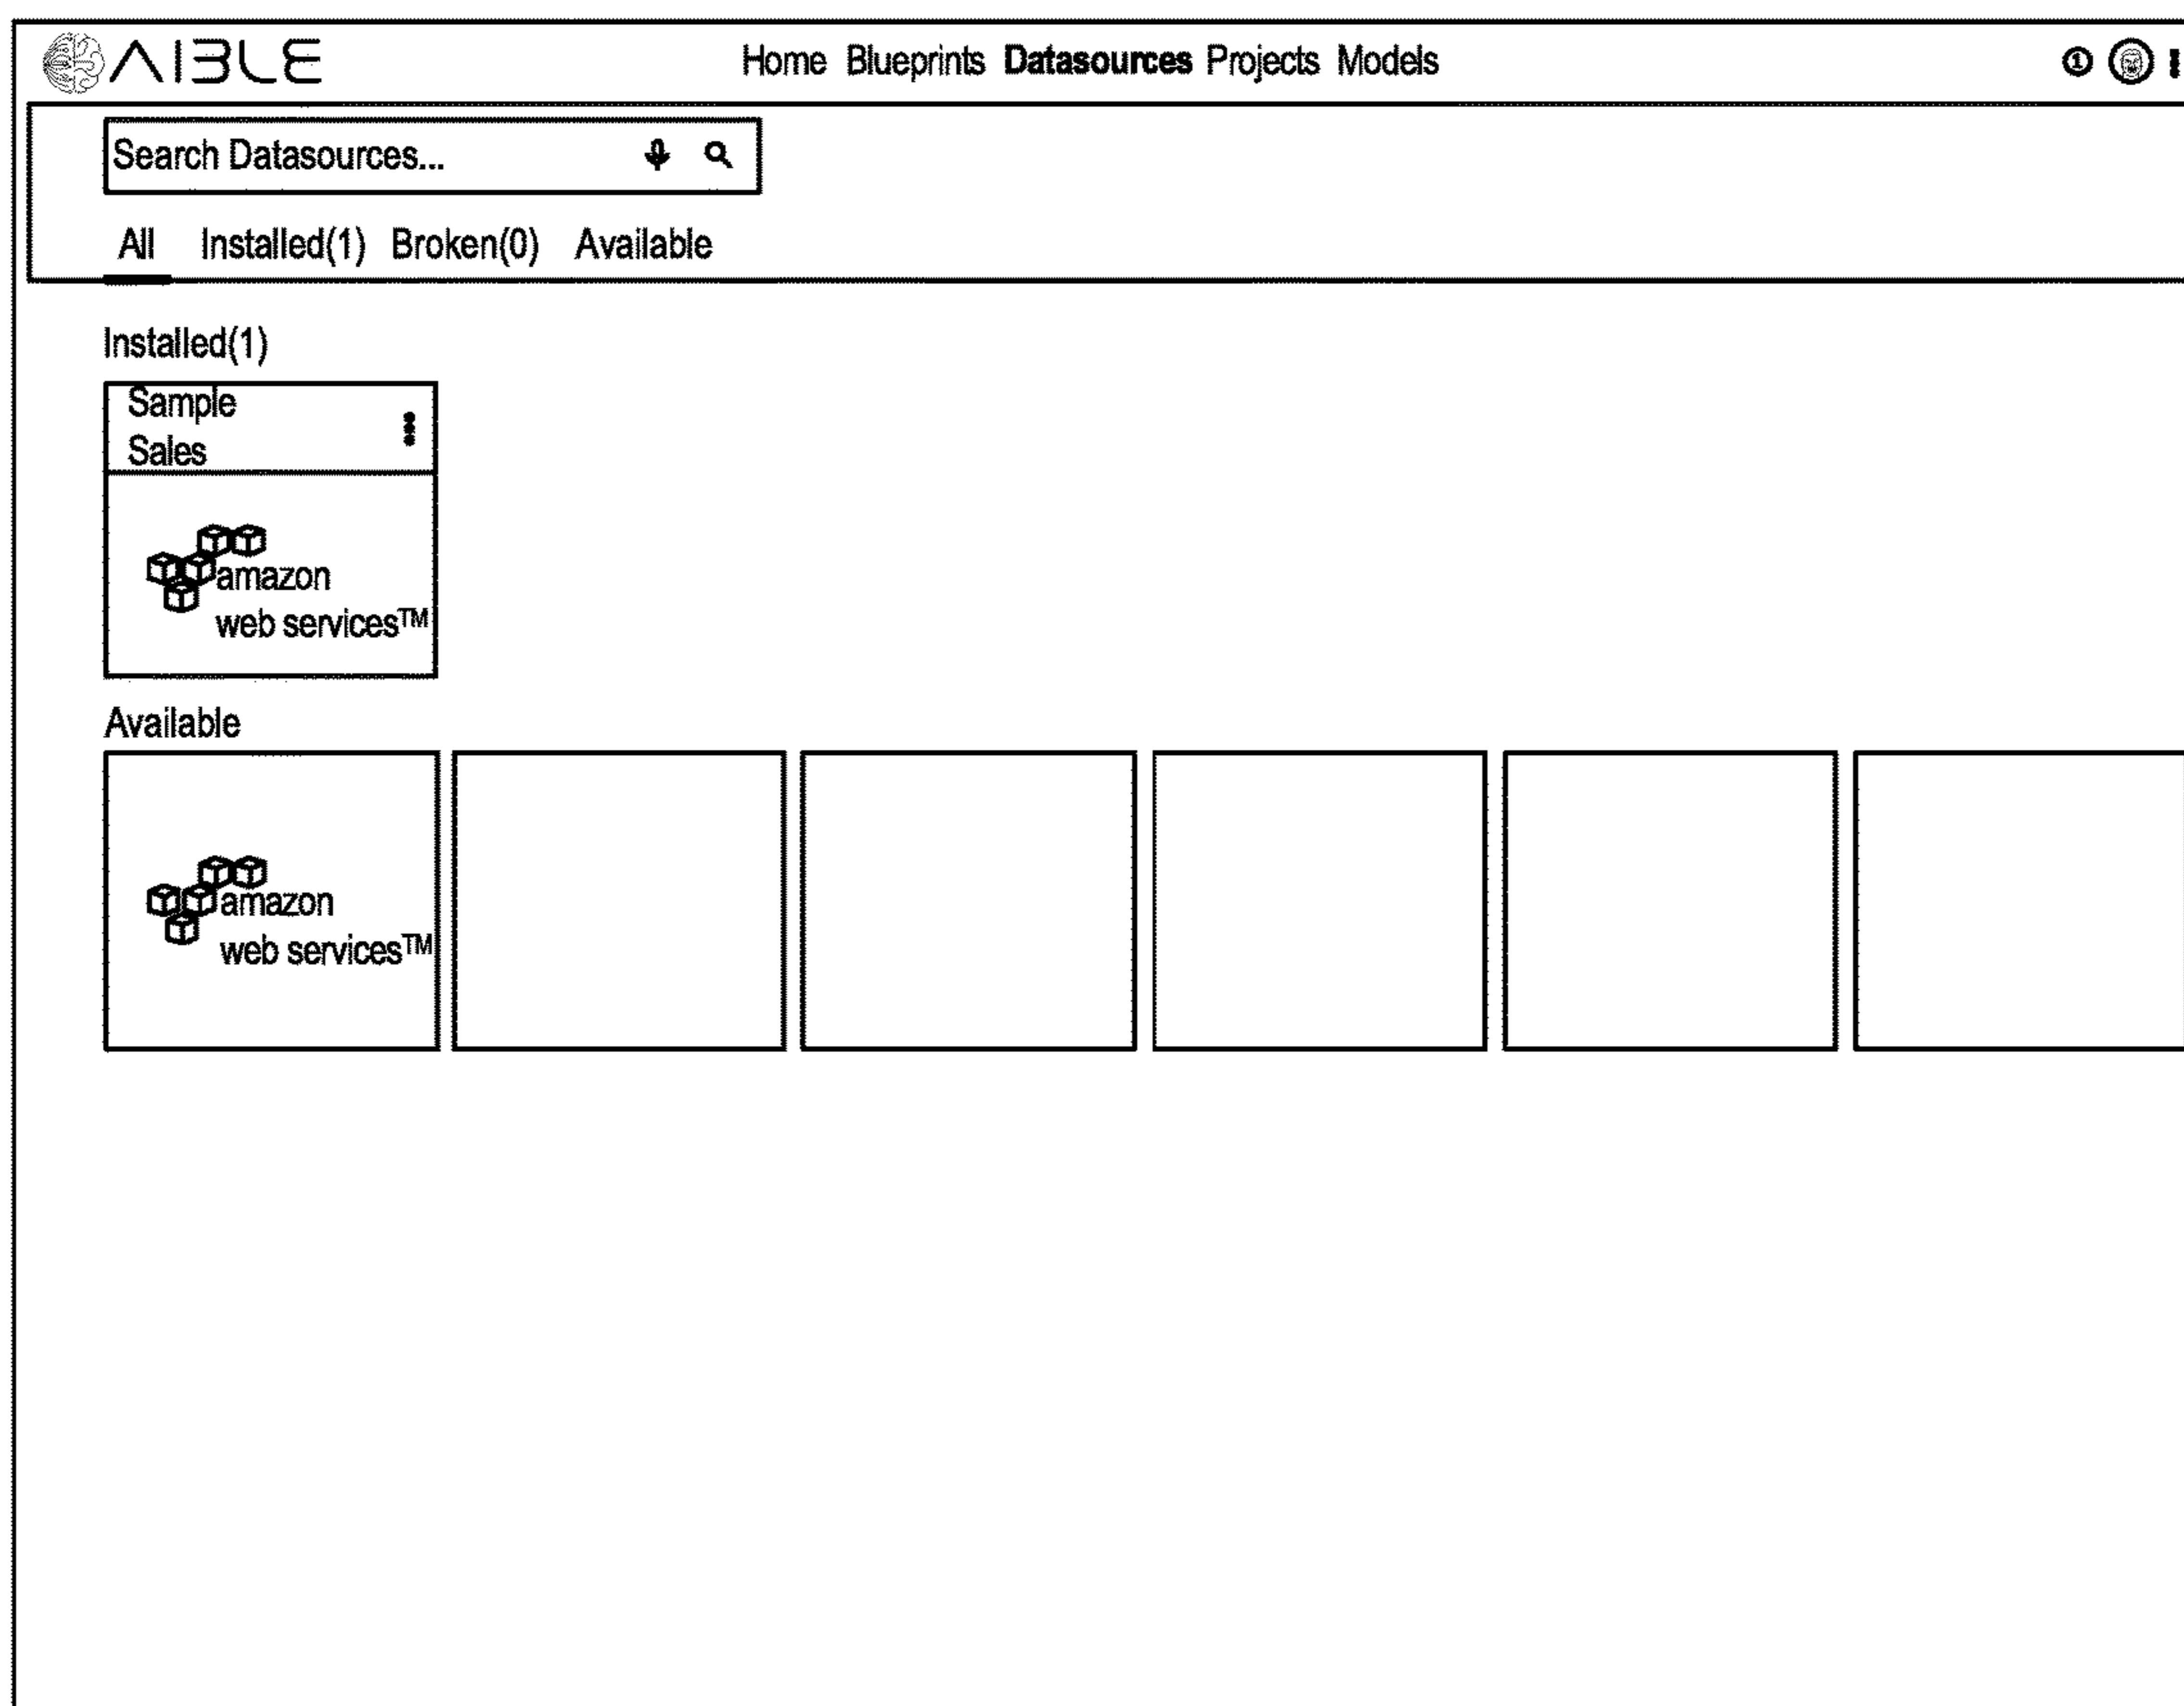 AIBLE
Home Blueprints Datasources Projects Models
1
Search Datasources...
All Installed(1) Broken(0) Available
Installed(1)
Sample
Sales
amazon
web services™
Available
amazon
web services™